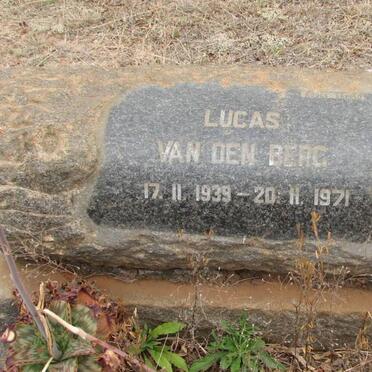 LUCAS
VAN DEN BERG
17. 11. 1939 – 20. 11. 1971